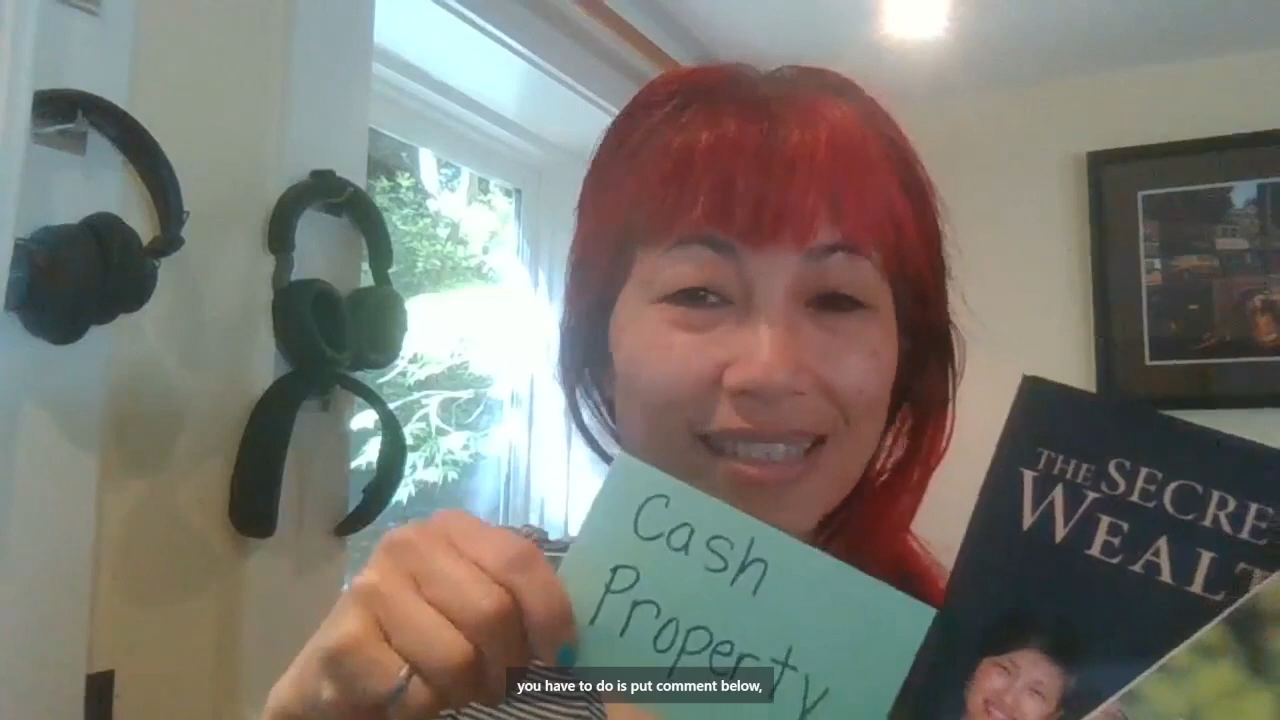 Cash
Property
THE SECRE
WEALT
you have to do is put comment below,